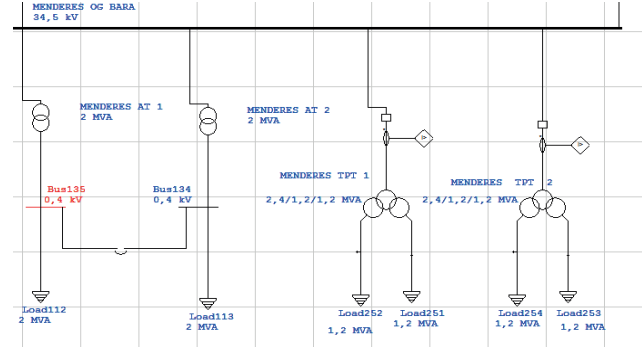 MENDERES OG BARA
34,5 kV
MENDERES AT 1
2 MVA
MENDERES AT 2
2 MVA
MENDERES TPT 1
2,4/1,2/1,2 MVA
MENDERES TPT 2
2,4/1,2/1,2 MVA
Bus135
0,4 kV
Bus134
0,4 kV
Load112
2 MVA
Load113
2 MVA
Load252
1,2 MVA
Load251
1,2 MVA
Load254
1,2 MVA
Load253
1,2 MVA